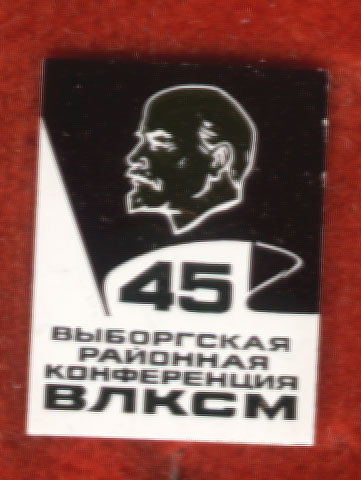 45
ВЫБОРГСКАЯ
РАЙОННАЯ
КОНФЕРЕНЦИЯ
ВЛКСМ